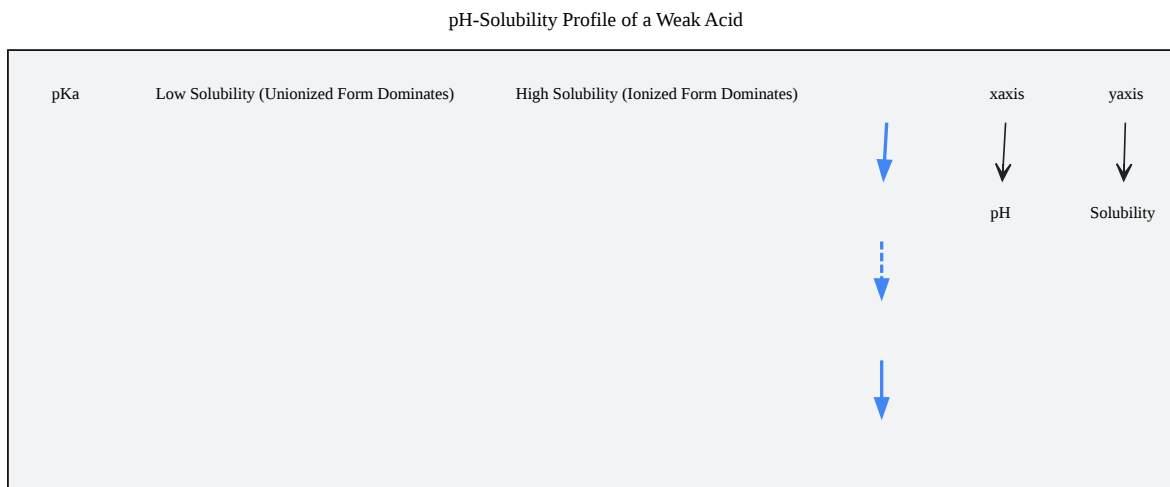 pH-Solubility Profile of a Weak Acid
pKa
Low Solubility (Unionized Form Dominates)
High Solubility (Ionized Form Dominates)
xaxis
yaxis
pH
Solubility